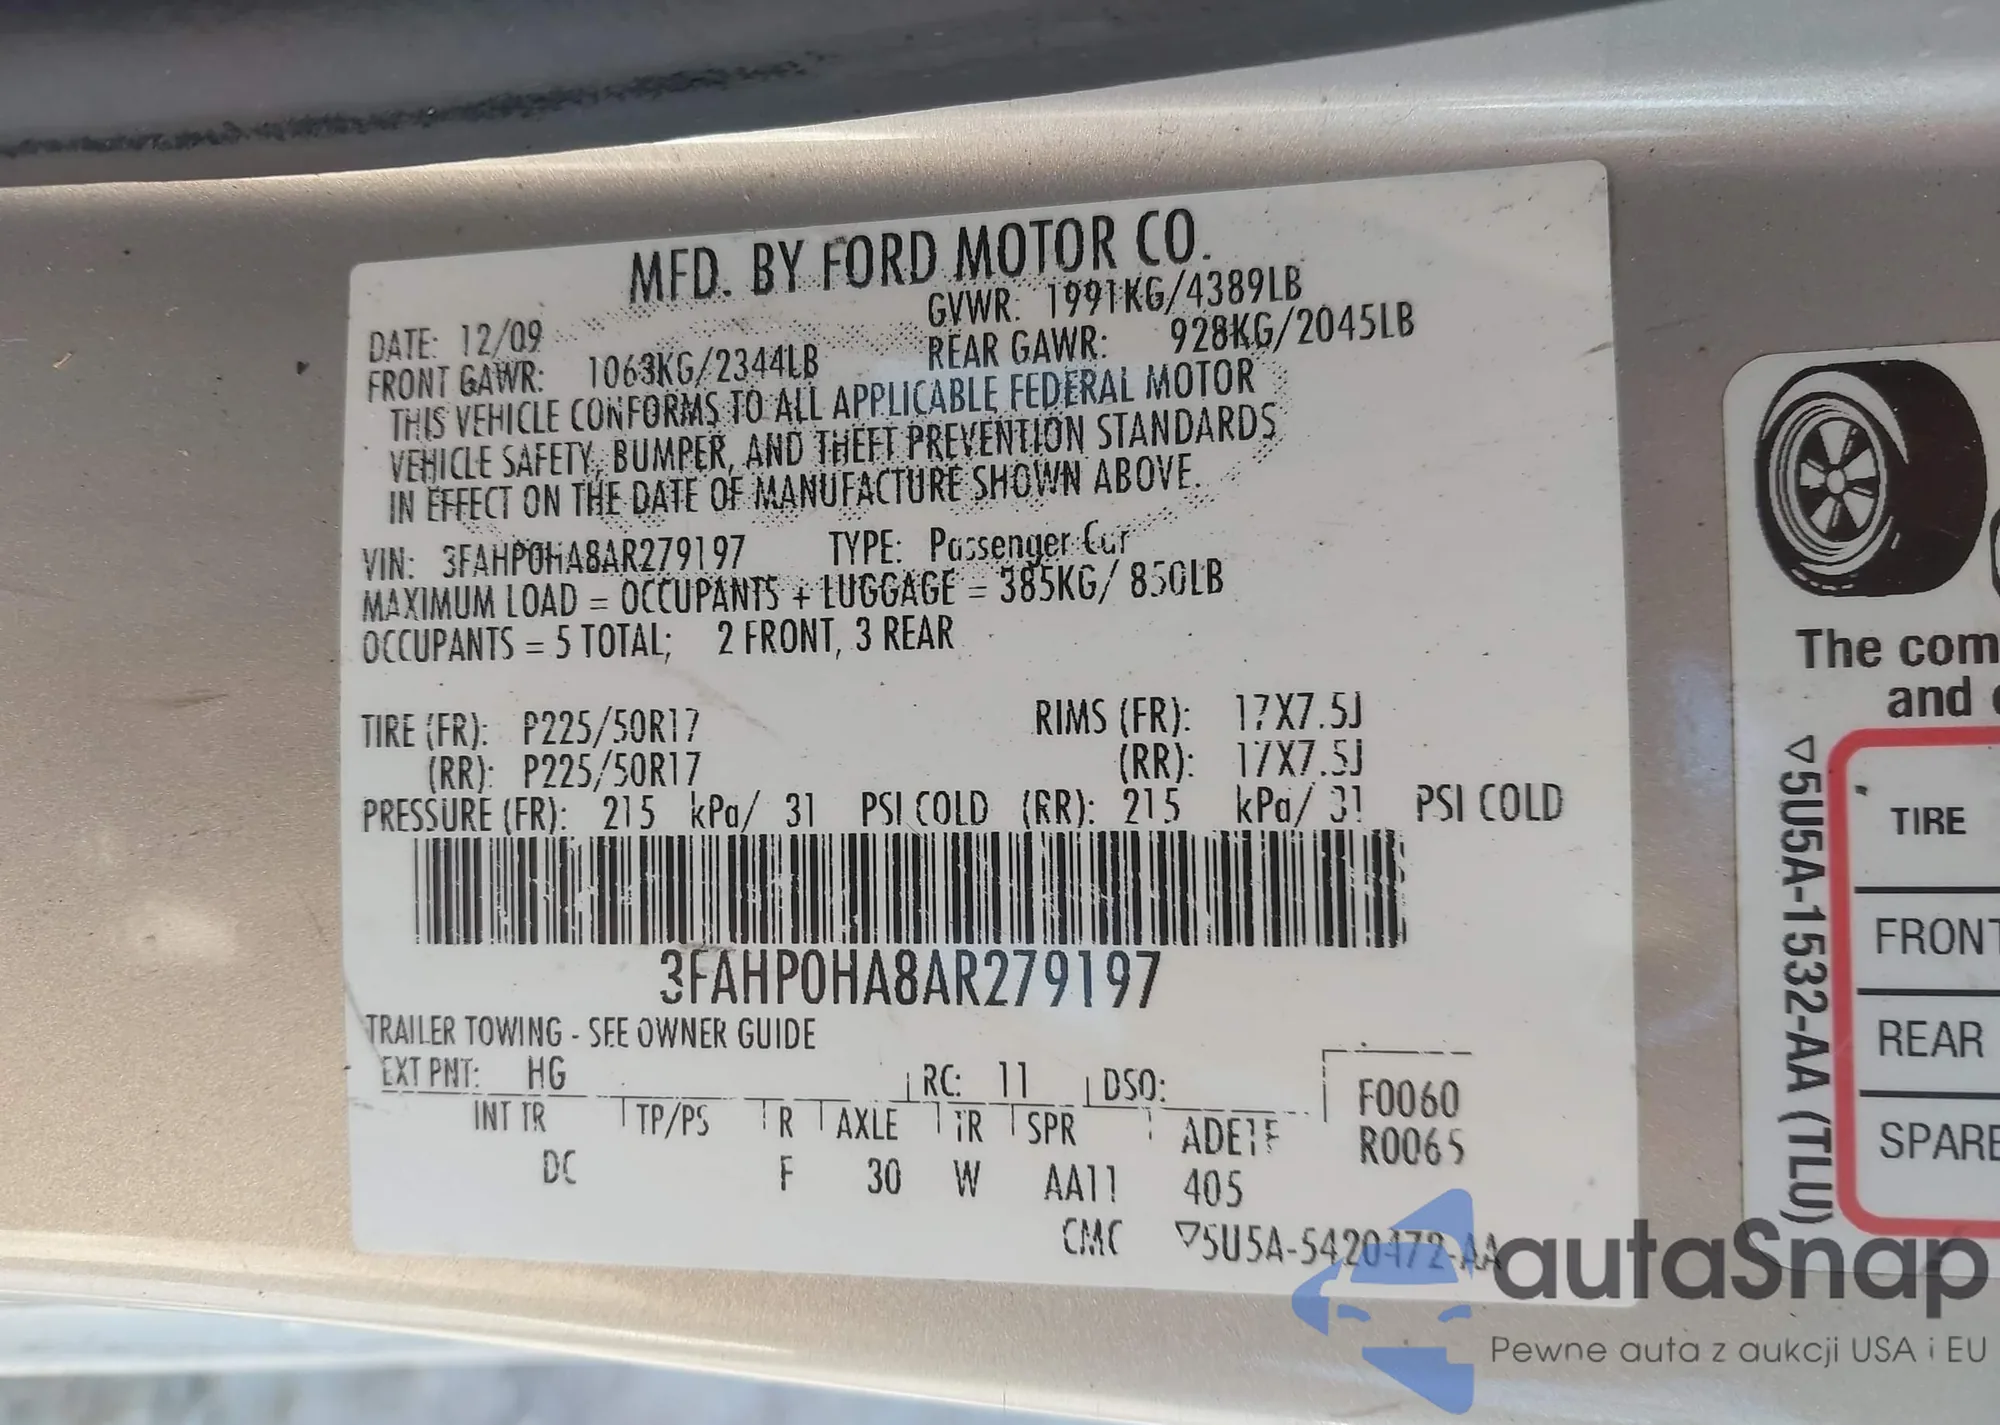 MFD. BY FORD MOTOR CO.
DATE: 12/09 GVWR: 1991KG/4389LB
FRONT GAWR: 1063KG/2344LB REAR GAWR: 928KG/2045LB
THIS VEHICLE CONFORMS TO ALL APPLICABLE FEDERAL MOTOR
VEHICLE SAFETY, BUMPER, AND THEFT PREVENTION STANDARDS
IN EFFECT ON THE DATE OF MANUFACTURE SHOWN ABOVE.
VIN: 3FAHP0HA8AR279197 TYPE: Passenger Car
MAXIMUM LOAD = OCCUPANTS + LUGGAGE = 385KG/ 850LB
OCCUPANTS = 5 TOTAL; 2 FRONT, 3 REAR
TIRE (FR): P225/50R17 RIMS (FR): 17X7.5J
(RR): P225/50R17 (RR): 17X7.5J
PRESSURE (FR): 215 kPa/ 31 PSI COLD (RR): 215 kPa/ 31 PSI COLD
3FAHP0HA8AR279197
TRAILER TOWING - SEE OWNER GUIDE
EXT PNT: HG RC: 11 DSO: F0060
INT TR TP/PS R AXLE TR SPR R0065
DC F 30 W AA11 405
CMC ▽5U5A-5420472-AA
The com
and
▽5U5A-1532-AA (TLU)
TIRE
FRONT
REAR
SPARE
autaSnap
Pewne auta z aukcji USA i EU